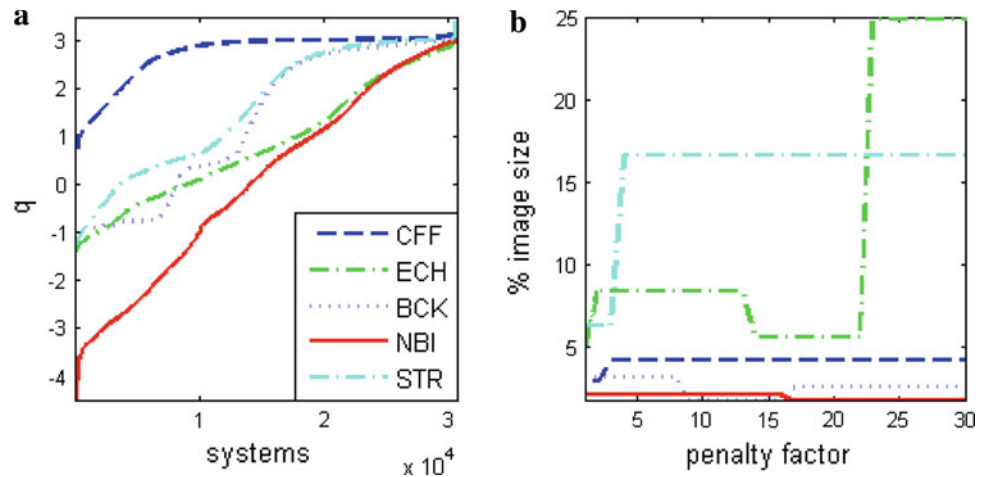 a
3
2
1
0
-1
-2
-3
-4
q
CFF
ECH
BCK
NBI
STR
1 2 3
x 10^4
systems
b
25
20
15
10
5
% image size
5 10 15 20 25 30
penalty factor